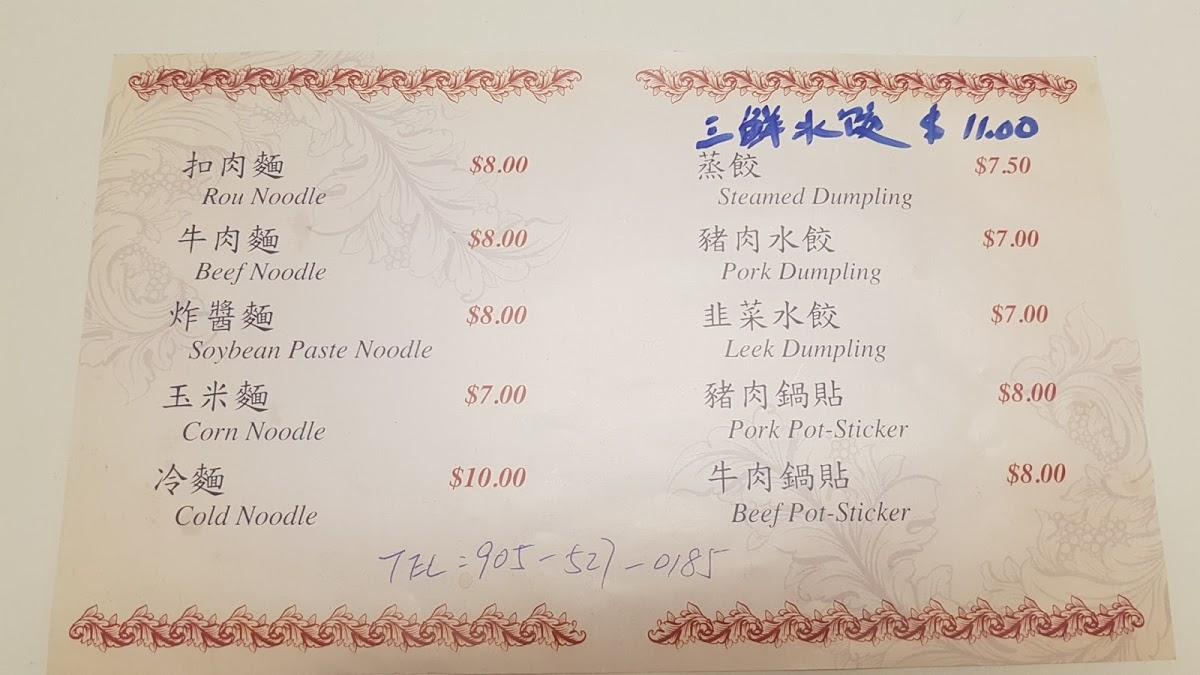 扣肉麵 $8.00
Rou Noodle
牛肉麵 $8.00
Beef Noodle
炸醬麵 $8.00
Soybean Paste Noodle
玉米麵 $7.00
Corn Noodle
冷麵 $10.00
Cold Noodle
三鮮水餃 $11.00
蒸餃 $7.50
Steamed Dumpling
豬肉水餃 $7.00
Pork Dumpling
韭菜水餃 $7.00
Leek Dumpling
豬肉鍋貼 $8.00
Pork Pot-Sticker
牛肉鍋貼 $8.00
Beef Pot-Sticker
TEL:905-527-0185